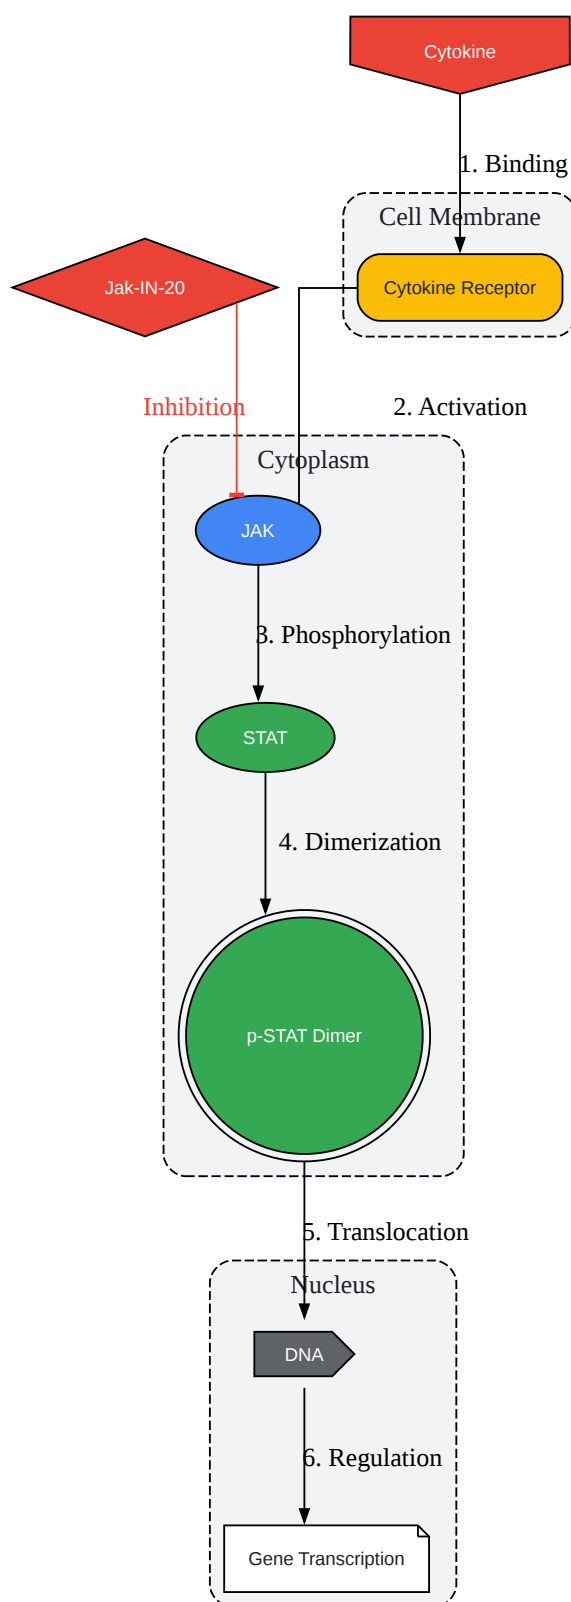 Cytokine
1. Binding
Cell Membrane
Cytokine Receptor
Jak-IN-20
Inhibition
2. Activation
Cytoplasm
JAK
3. Phosphorylation
STAT
4. Dimerization
p-STAT Dimer
5. Translocation
Nucleus
DNA
6. Regulation
Gene Transcription